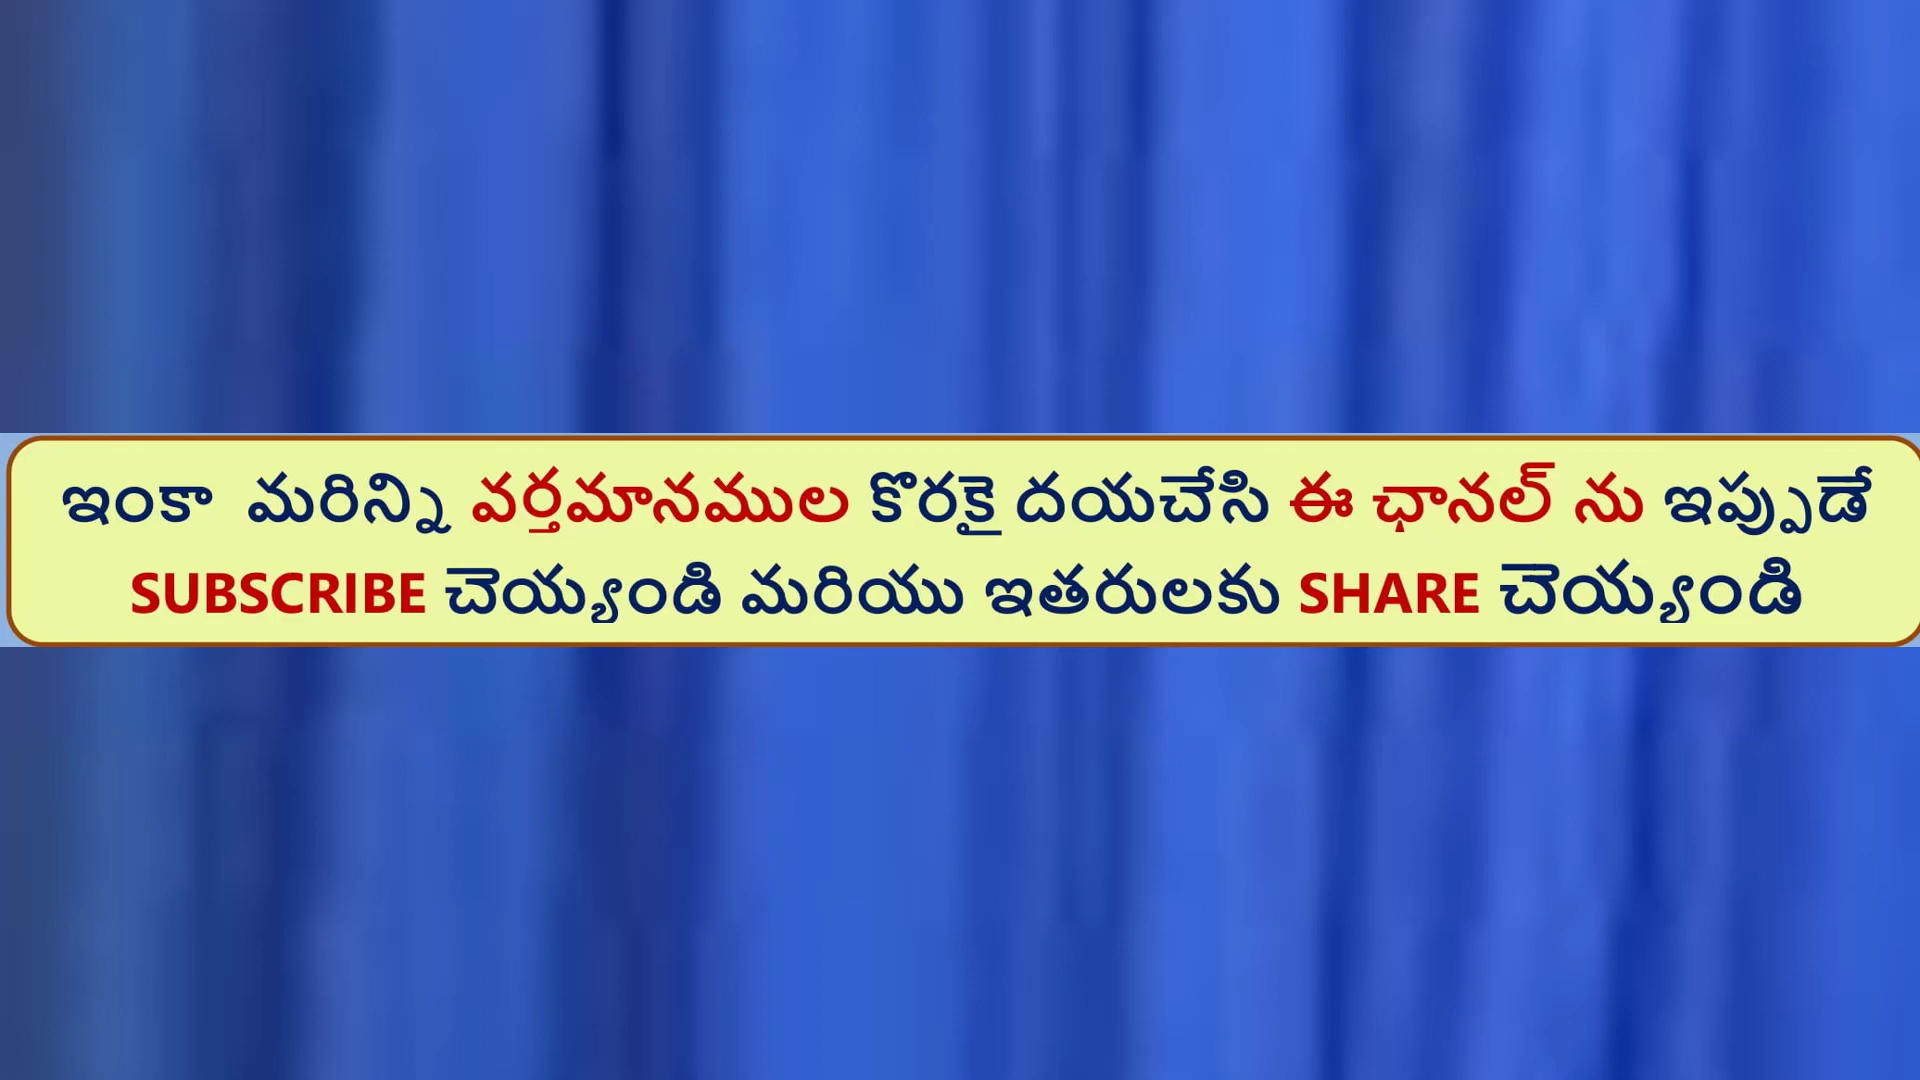 ఇంకా మరిన్ని వర్తమానముల కొరకై దయచేసి ఈ ఛానల్ ను ఇప్పుడే
SUBSCRIBE చెయ్యండి మరియు ఇతరులకు SHARE చెయ్యండి